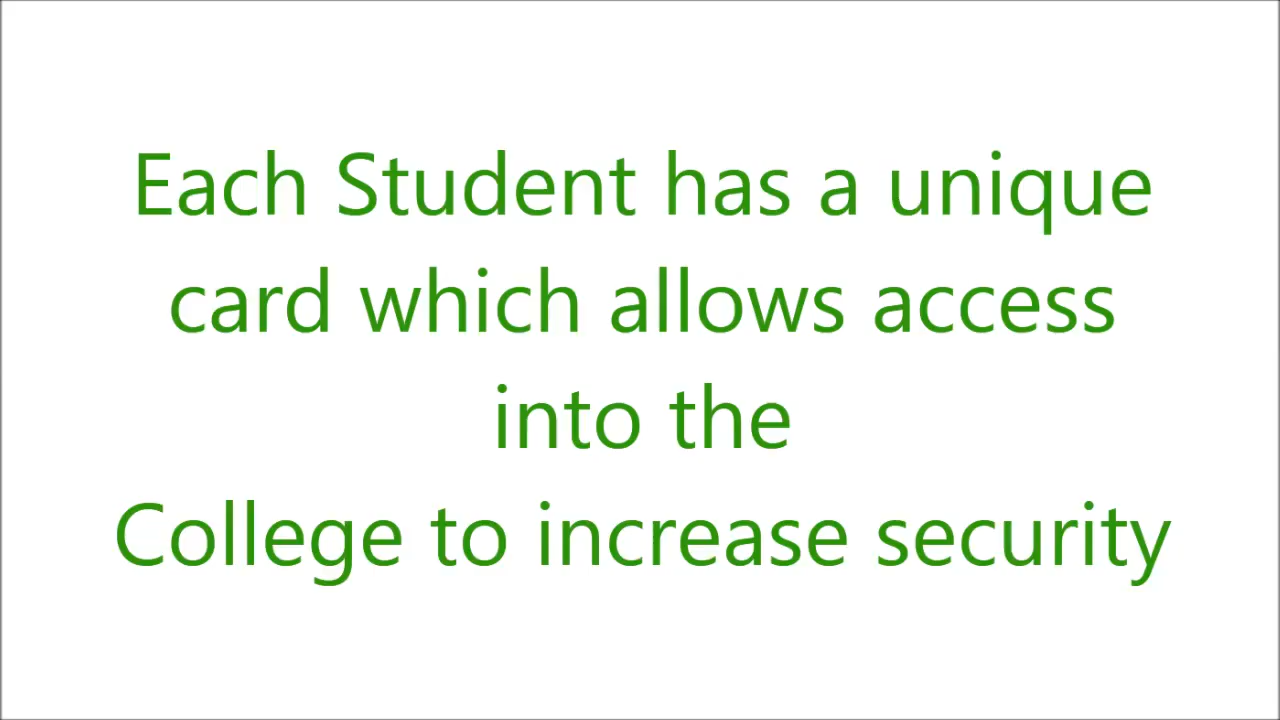 Each Student has a unique
card which allows access
into the
College to increase security